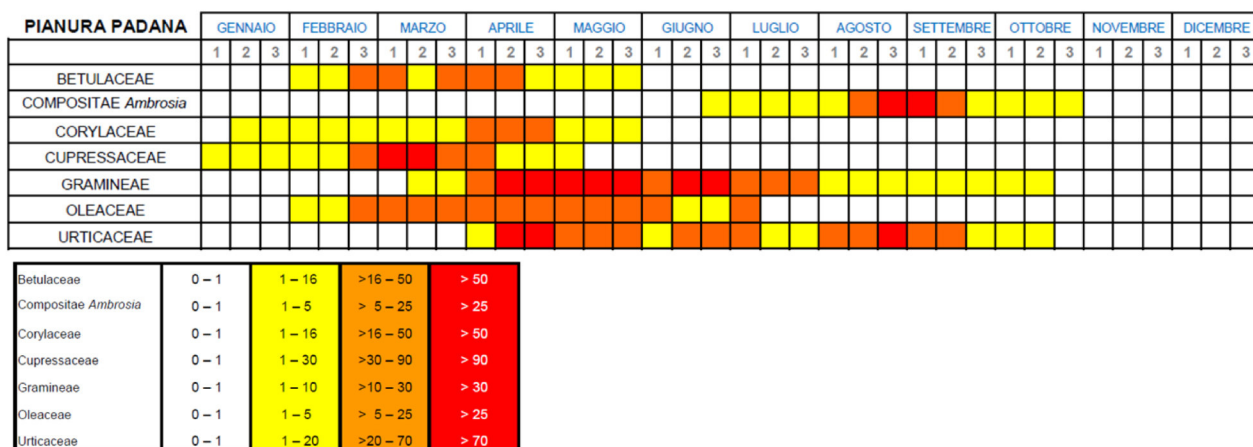 PIANURA PADANA GENNAIO FEBBRAIO MARZO APRILE MAGGIO GIUGNO LUGLIO AGOSTO SETTEMBRE OTTOBRE NOVEMBRE DICEMBRE
1 2 3 1 2 3 1 2 3 1 2 3 1 2 3 1 2 3 1 2 3 1 2 3 1 2 3 1 2 3 1 2 3 1 2 3
BETULACEAE
COMPOSITAE Ambrosia
CORYLACEAE
CUPRESSACEAE
GRAMINEAE
OLEACEAE
URTICACEAE
Betulaceae 0 – 1 1 – 16 >16 – 50 > 50
Compositae Ambrosia 0 – 1 1 – 5 > 5 – 25 > 25
Corylaceae 0 – 1 1 – 16 >16 – 50 > 50
Cupressaceae 0 – 1 1 – 30 >30 – 90 > 90
Gramineae 0 – 1 1 – 10 >10 – 30 > 30
Oleaceae 0 – 1 1 – 5 > 5 – 25 > 25
Urticaceae 0 – 1 1 – 20 >20 – 70 > 70